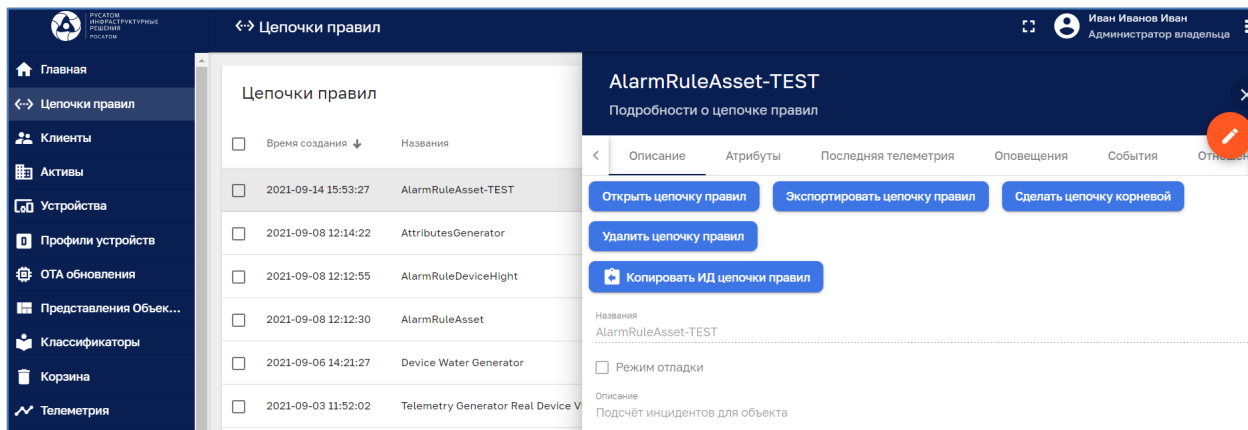 РУСАТОМ
ИНФРАСТРУКТУРНЫЕ
РЕШЕНИЯ
РОСАТОМ
Цепочки правил
Иван Иванов Иван
Администратор владельца
Главная
Цепочки правил
Клиенты
Активы
Устройства
Профили устройств
OTA обновления
Представления Объек...
Классификаторы
Корзина
Телеметрия
Цепочки правил
Время создания Названия
2021-09-14 15:53:27 AlarmRuleAsset-TEST
2021-09-08 12:14:22 AttributesGenerator
2021-09-08 12:12:55 AlarmRuleDeviceHight
2021-09-08 12:12:30 AlarmRuleAsset
2021-09-06 14:21:27 Device Water Generator
2021-09-03 11:52:02 Telemetry Generator Real Device
AlarmRuleAsset-TEST
Подробности о цепочке правил
Описание Атрибуты Последняя телеметрия Оповещения События
Открыть цепочку правил Экспортировать цепочку правил Сделать цепочку корневой
Удалить цепочку правил
Копировать ИД цепочки правил
Названия
AlarmRuleAsset-TEST
Режим отладки
Описание
Подсчёт инцидентов для объекта